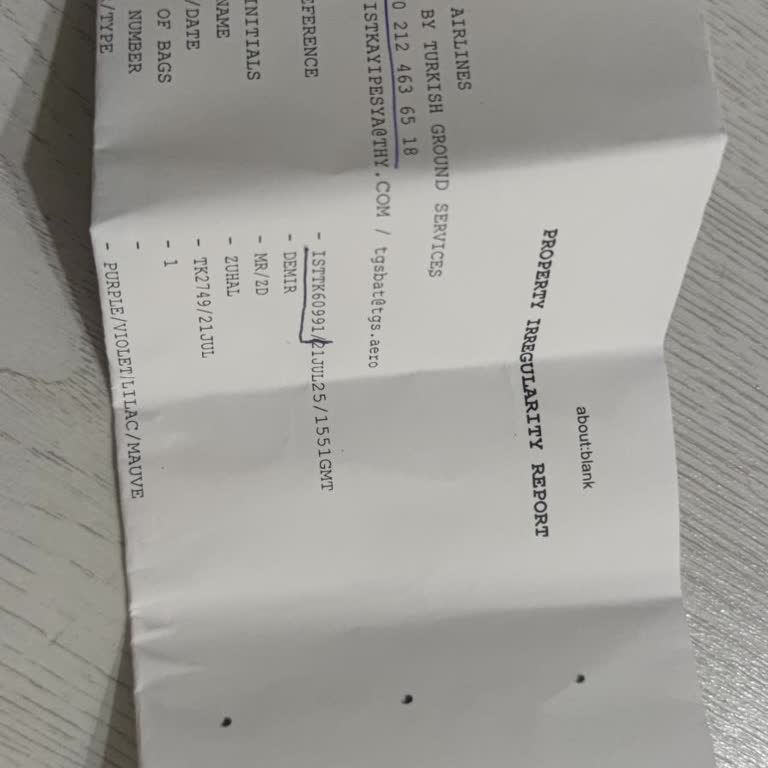 about:blank
PROPERTY IRREGULARITY REPORT
AIRLINES
BY TURKISH GROUND SERVICES
0 212 463 65 18
ISTKAYIPESYA@THY.COM / tgsbat@tgs.aero
EFERENCE - ISTTK60991/21JUL25/1551GMT
- DEMIR
INITIALS - MR/ZD
NAME - ZUHAL
/DATE - TK2749/21JUL
OF BAGS - 1
NUMBER -
/TYPE - PURPLE/VIOLET/LILAC/MAUVE